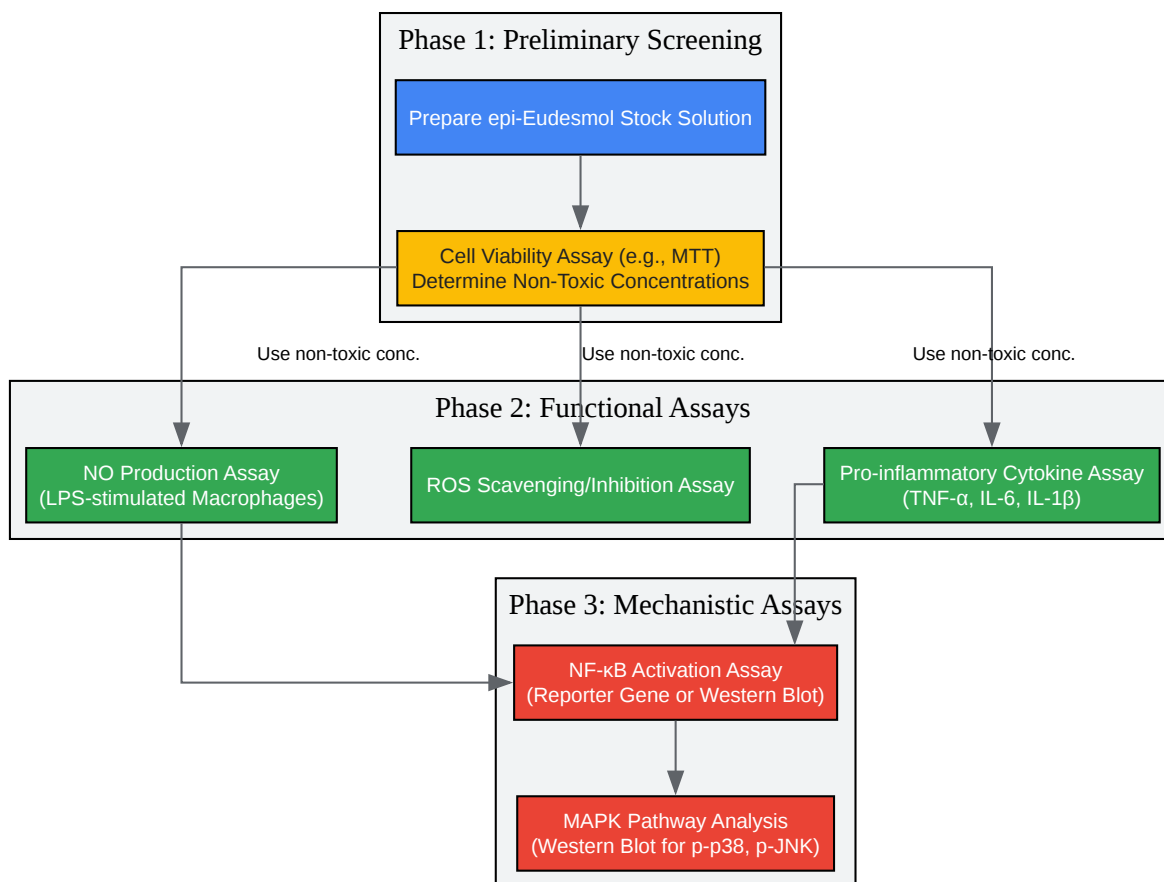 Phase 1: Preliminary Screening
Prepare epi-Eudesmol Stock Solution
Cell Viability Assay (e.g., MTT)
Determine Non-Toxic Concentrations
Use non-toxic conc.
Use non-toxic conc.
Use non-toxic conc.
Phase 2: Functional Assays
NO Production Assay
(LPS-stimulated Macrophages)
ROS Scavenging/Inhibition Assay
Pro-inflammatory Cytokine Assay
(TNF-α, IL-6, IL-1β)
Phase 3: Mechanistic Assays
NF-κB Activation Assay
(Reporter Gene or Western Blot)
MAPK Pathway Analysis
(Western Blot for p-p38, p-JNK)